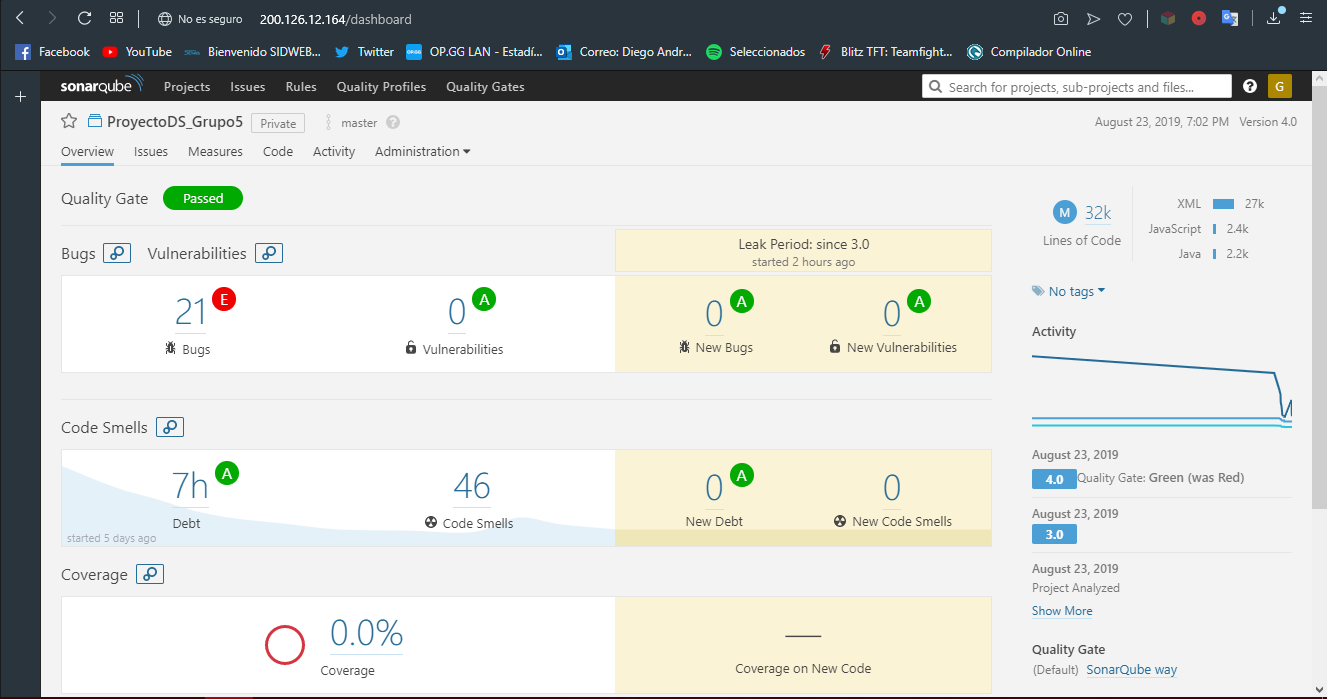 No es seguro 200.126.12.164/dashboard
Facebook YouTube Bienvenido SIDWEB... Twitter OP.GG LAN - Estadí... Correo: Diego Andr... Seleccionados Blitz TFT: Teamfight... Compilador Online
sonarqube Projects Issues Rules Quality Profiles Quality Gates Search for projects, sub-projects and files... ? G
ProyectoDS_Grupo5 Private master ? August 23, 2019, 7:02 PM Version 4.0
Overview Issues Measures Code Activity Administration
Quality Gate Passed
Bugs Vulnerabilities
Leak Period: since 3.0
started 2 hours ago
21 E 0 A 0 A 0 A
Bugs Vulnerabilities New Bugs New Vulnerabilities
Code Smells
7h A 46 0 A 0
Debt Code Smells New Debt New Code Smells
started 5 days ago
Coverage
0.0% —
Coverage Coverage on New Code
M 32k
Lines of Code
XML 27k
JavaScript 2.4k
Java 2.2k
No tags
Activity
August 23, 2019
4.0 Quality Gate: Green (was Red)
August 23, 2019
3.0
August 23, 2019
Project Analyzed
Show More
Quality Gate
(Default) SonarQube way